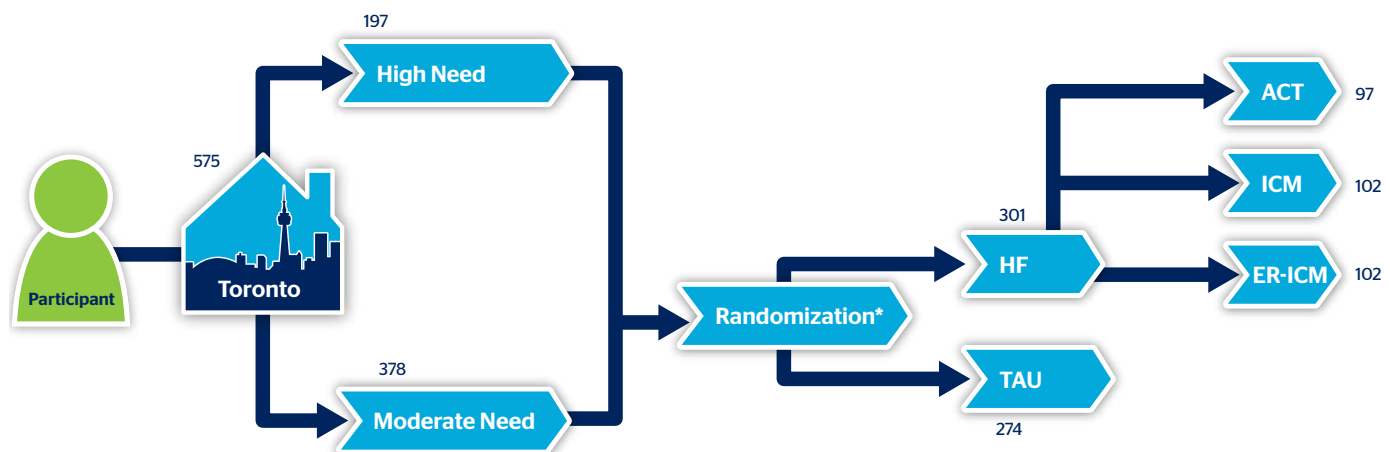 197
High Need
575
Toronto
Participant
378
Moderate Need
Randomization*
301
HF
TAU
274
ACT
97
ICM
102
ER-ICM
102